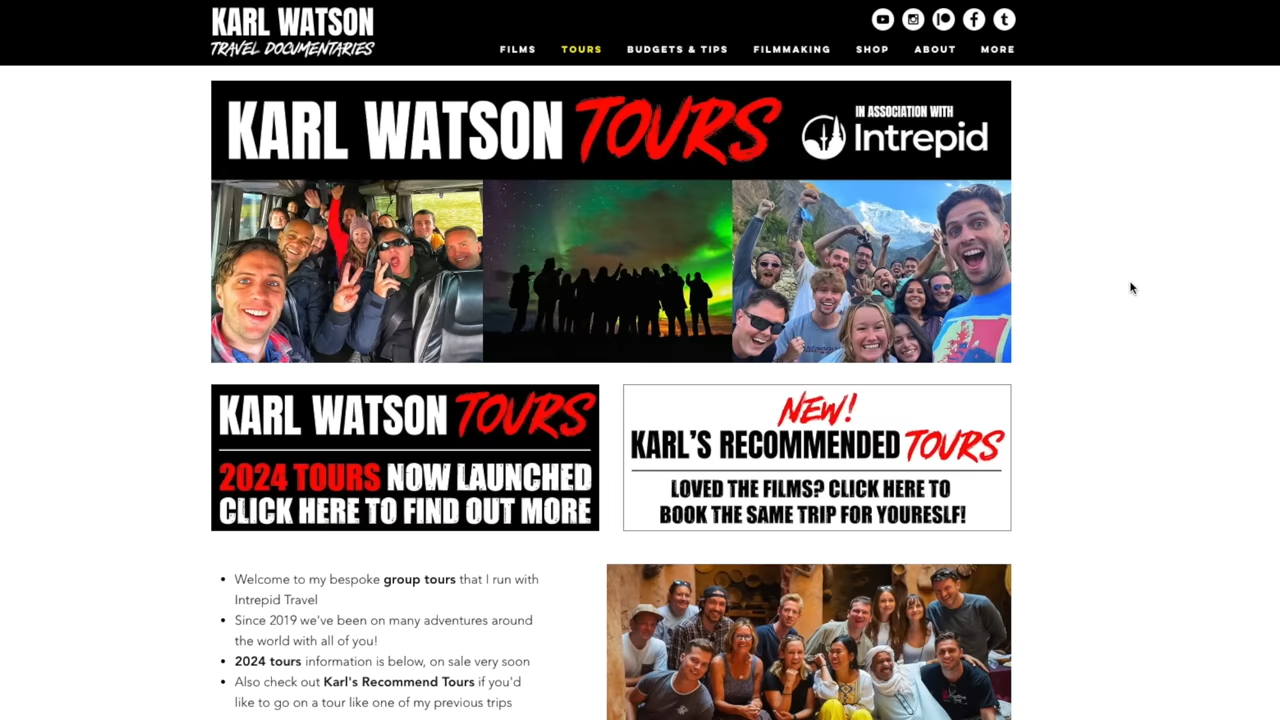 KARL WATSON
TRAVEL DOCUMENTARIES
FILMS TOURS BUDGETS & TIPS FILMMAKING SHOP ABOUT MORE
KARL WATSON TOURS
IN ASSOCIATION WITH
Intrepid
KARL WATSON TOURS
2024 TOURS NOW LAUNCHED
CLICK HERE TO FIND OUT MORE
NEW!
KARL'S RECOMMENDED TOURS
LOVED THE FILMS? CLICK HERE TO
BOOK THE SAME TRIP FOR YOURESLF!
• Welcome to my bespoke group tours that I run with
Intrepid Travel
• Since 2019 we've been on many adventures around
the world with all of you!
• 2024 tours information is below, on sale very soon
• Also check out Karl's Recommend Tours if you'd
like to go on a tour like one of my previous trips